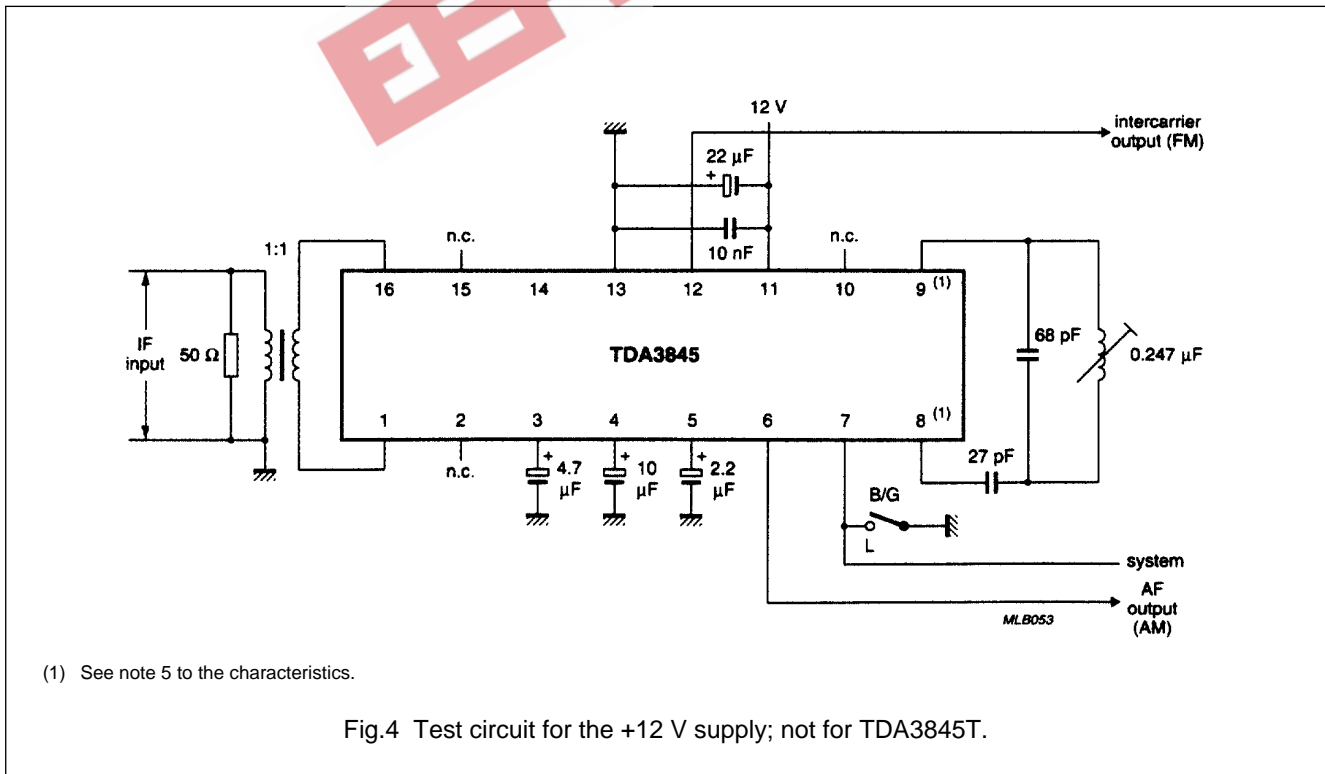 12 V
intercarrier
output (FM)
22 µF
+
10 nF
n.c.
n.c.
1:1
16 15 14 13 12 11 10 9 (1)
IF
input
50 Ω
TDA3845
68 pF
0.247 µF
1 2 3 4 5 6 7 8 (1)
n.c.
+ 4.7
µF
+ 10
µF
+ 2.2
µF
27 pF
B/G
L
system
AF
output
(AM)
MLB053
(1) See note 5 to the characteristics.
Fig.4 Test circuit for the +12 V supply; not for TDA3845T.